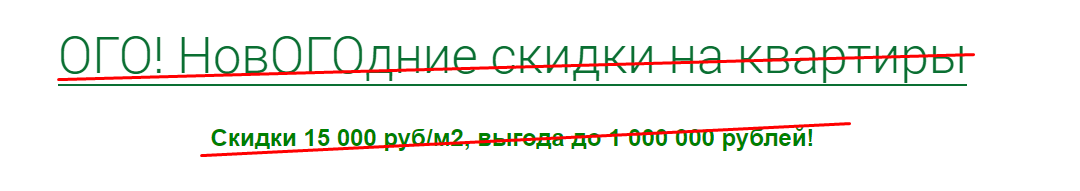 ОГО! НовОГОдние скидки на квартиры
Скидки 15 000 руб/м2, выгода до 1 000 000 рублей!